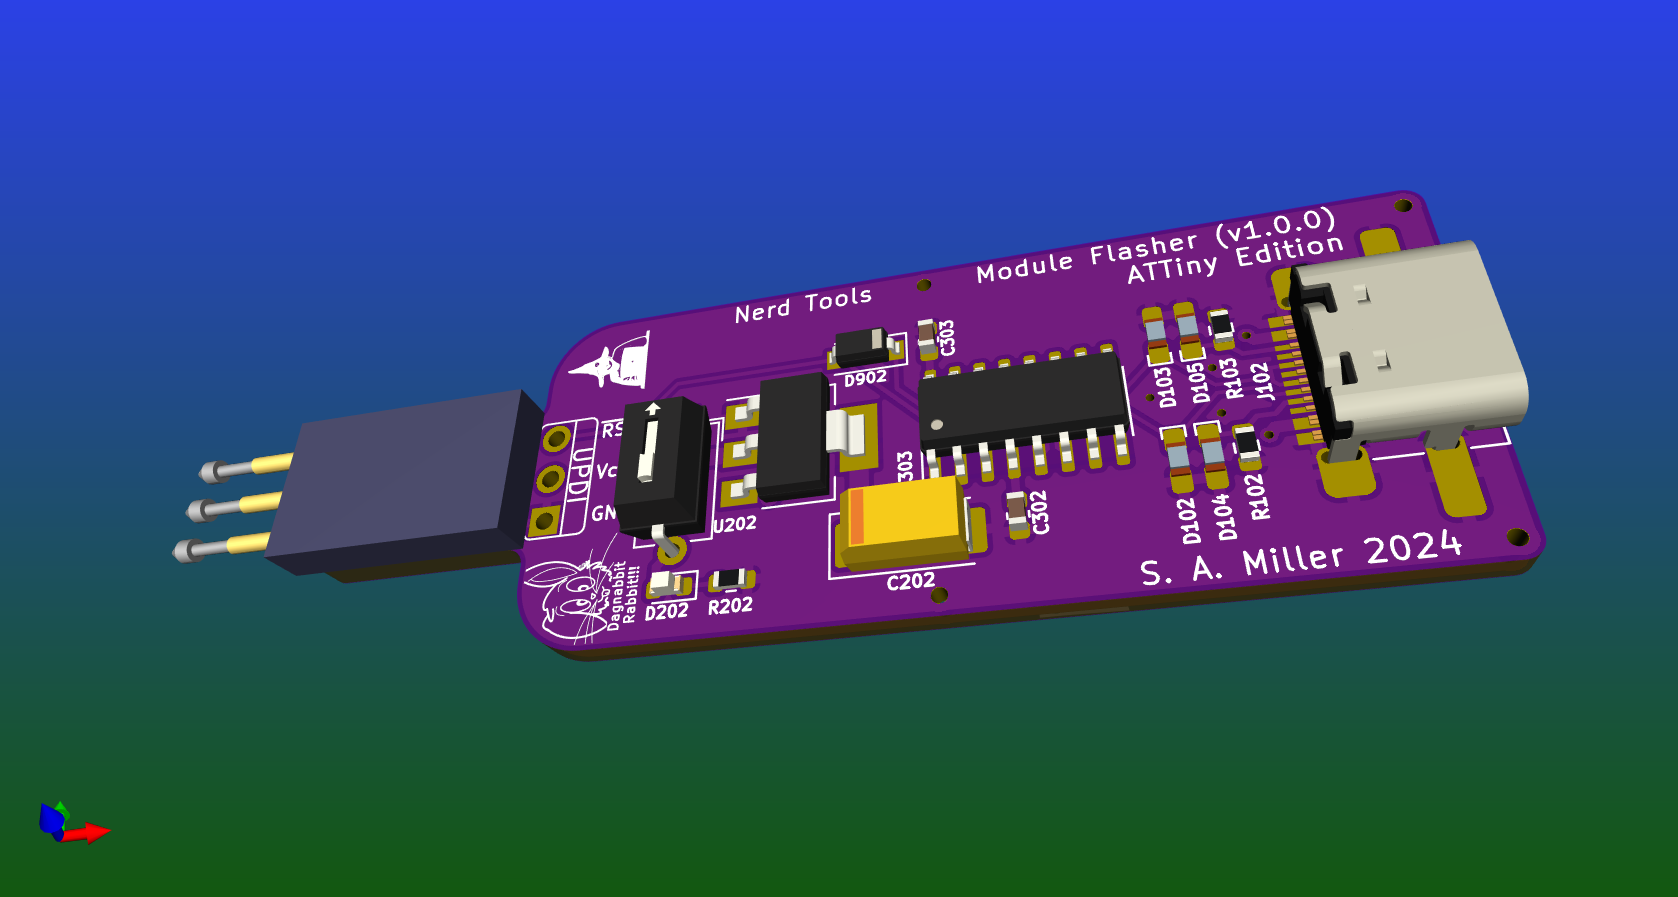 Module Flasher (v1.0.0)
ATTiny Edition
Nerd Tools
C303
D902
D103
D105
R103
J102
RS
UPDI
Vc
GN
U202
303
C302
C202
D102
D104
R102
S. A. Miller 2024
Dagnabbit
Rabbit!!!
D202
R202